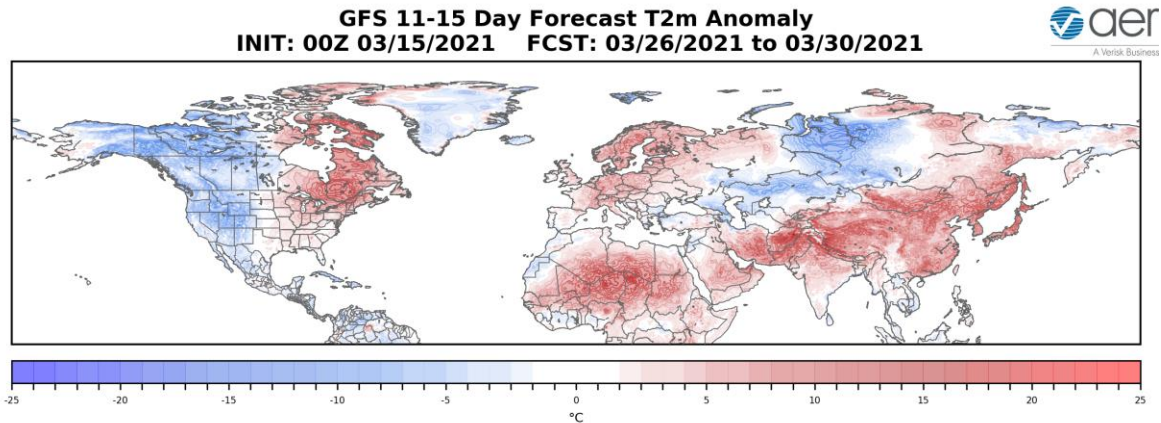 GFS 11-15 Day Forecast T2m Anomaly
INIT: 00Z 03/15/2021 FCST: 03/26/2021 to 03/30/2021
aer
A Verisk Business
-25 -20 -15 -10 -5 0 5 10 15 20 25
°C